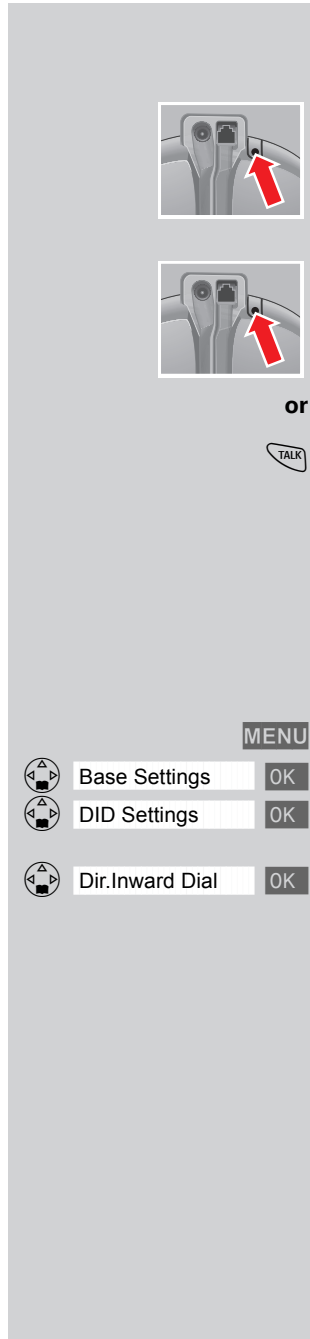 or
TALK
MENU
Base Settings OK
DID Settings OK
Dir.Inward Dial OK